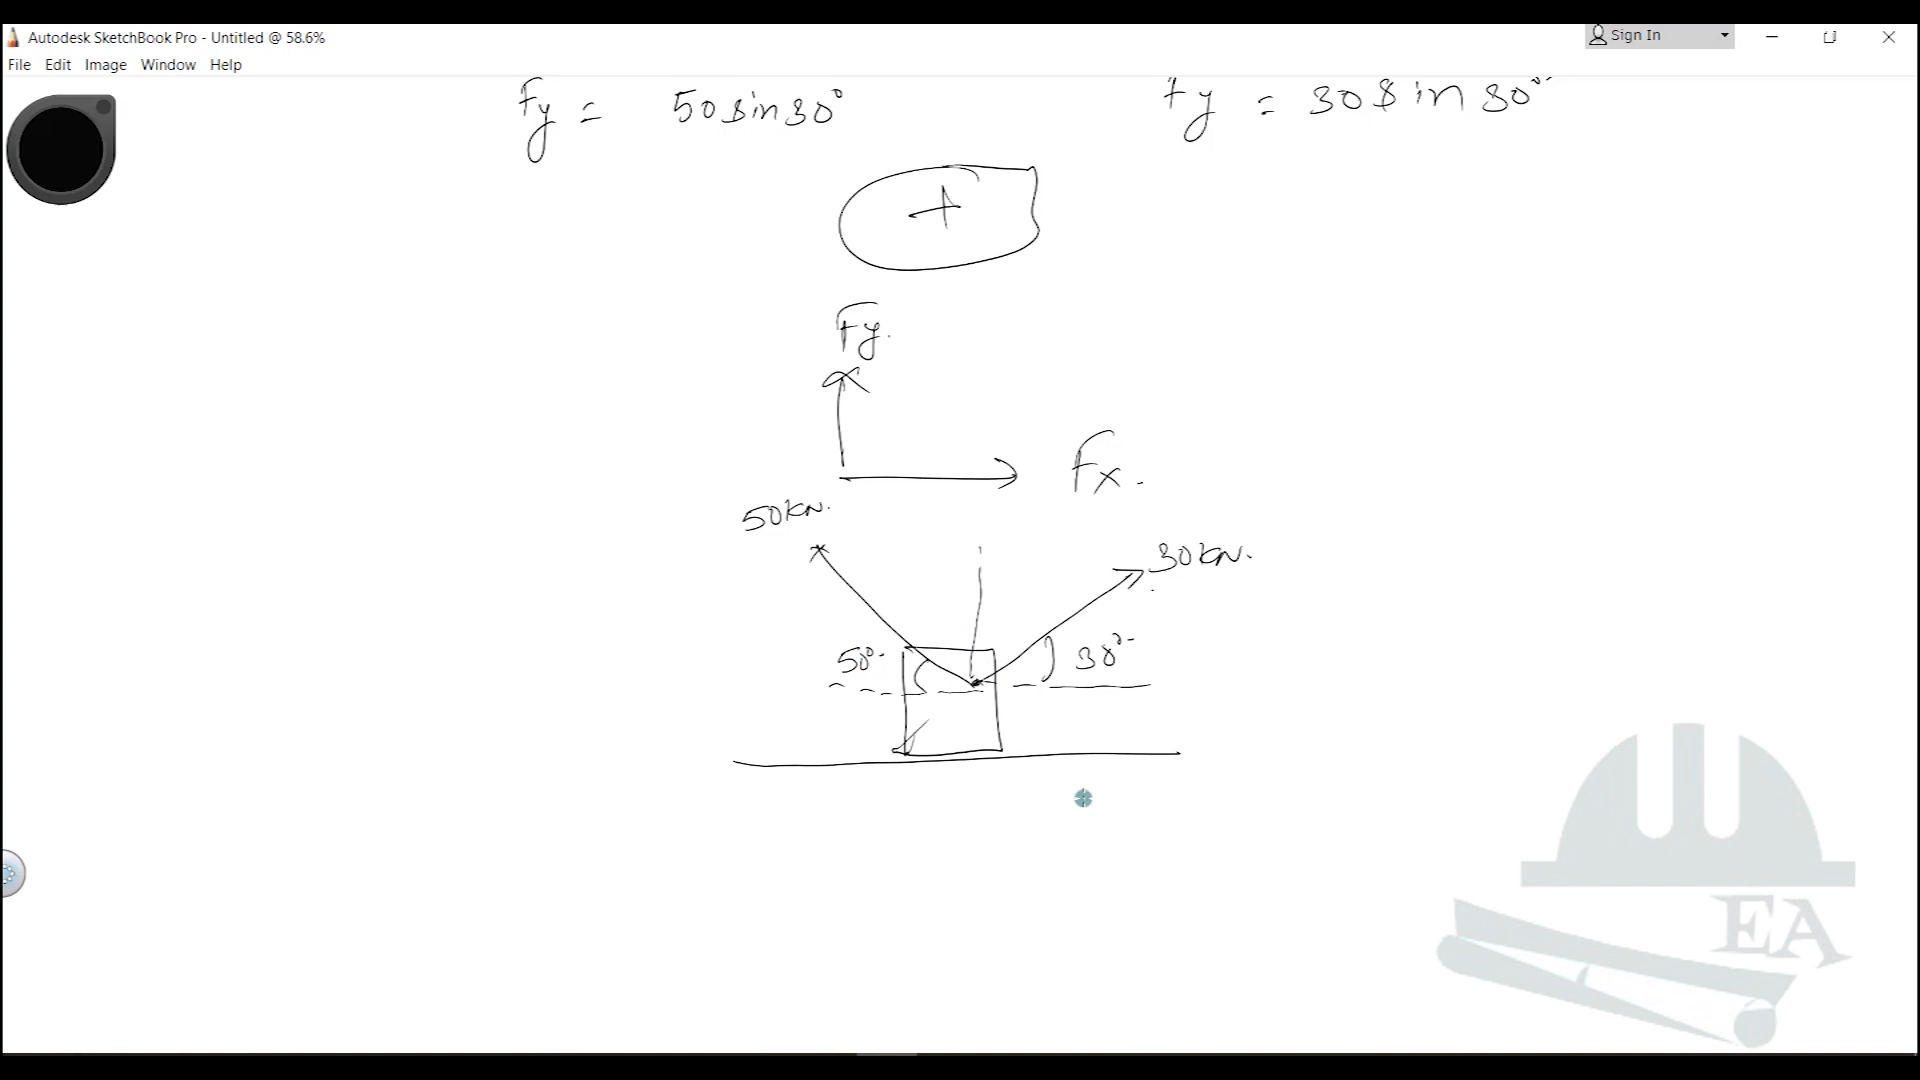 Autodesk SketchBook Pro - Untitled @ 58.6%
Sign In
File Edit Image Window Help
Fy = 50 sin 30°
Fy = 30 sin 30°
+
Fy.
Fx.
50KN.
30KN.
50°
30°
EA